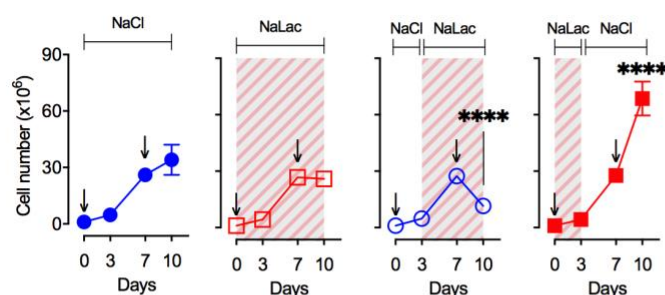 NaCl
NaLac
NaCl NaLac
NaLac NaCl
Cell number (x10⁶)
90
60
30
0
****
****
0 3 7 10
0 3 7 10
0 3 7 10
0 3 7 10
Days
Days
Days
Days